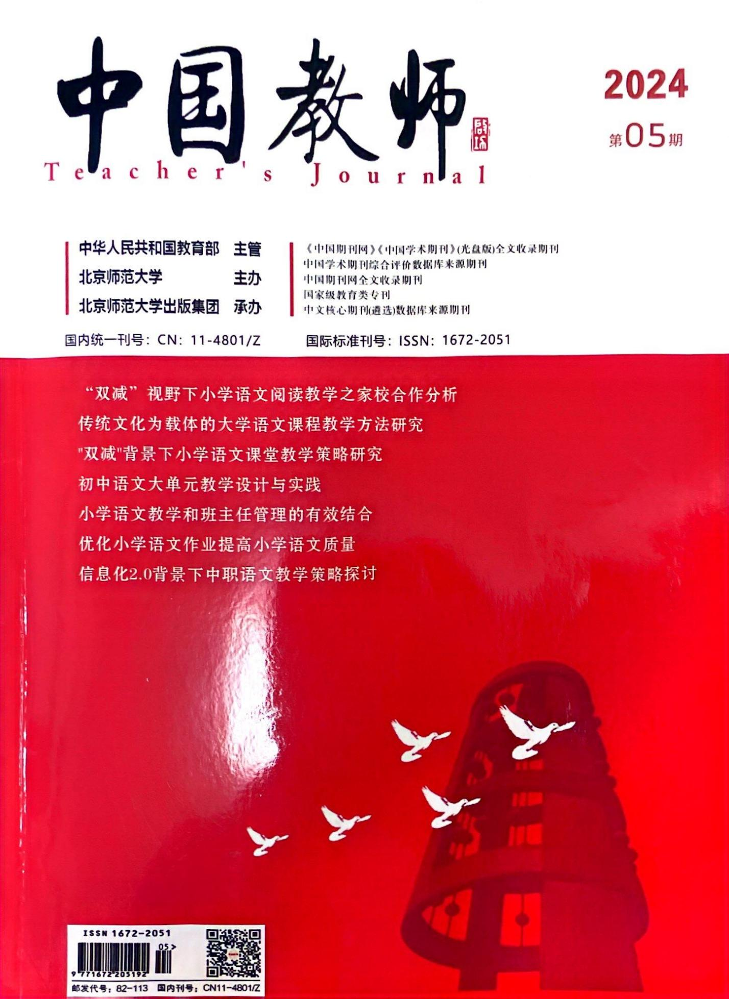 中国教师
启功
Teacher's Journal
2024
第05期
中华人民共和国教育部 主管
北京师范大学 主办
北京师范大学出版集团 承办
《中国期刊网》《中国学术期刊》(光盘版)全文收录期刊
中国学术期刊综合评价数据库来源期刊
中国期刊网全文收录期刊
国家级教育类专刊
中文核心期刊(遴选)数据库来源期刊
国内统一刊号：CN：11-4801/Z
国际标准刊号：ISSN：1672-2051
“双减”视野下小学语文阅读教学之家校合作分析
传统文化为载体的大学语文课程教学方法研究
"双减"背景下小学语文课堂教学策略研究
初中语文大单元教学设计与实践
小学语文教学和班主任管理的有效结合
优化小学语文作业提高小学语文质量
信息化2.0背景下中职语文教学策略探讨
ISSN 1672-2051
05>
9 771672 205192
邮发代号：82-113 国内刊号：CN11-4801/Z